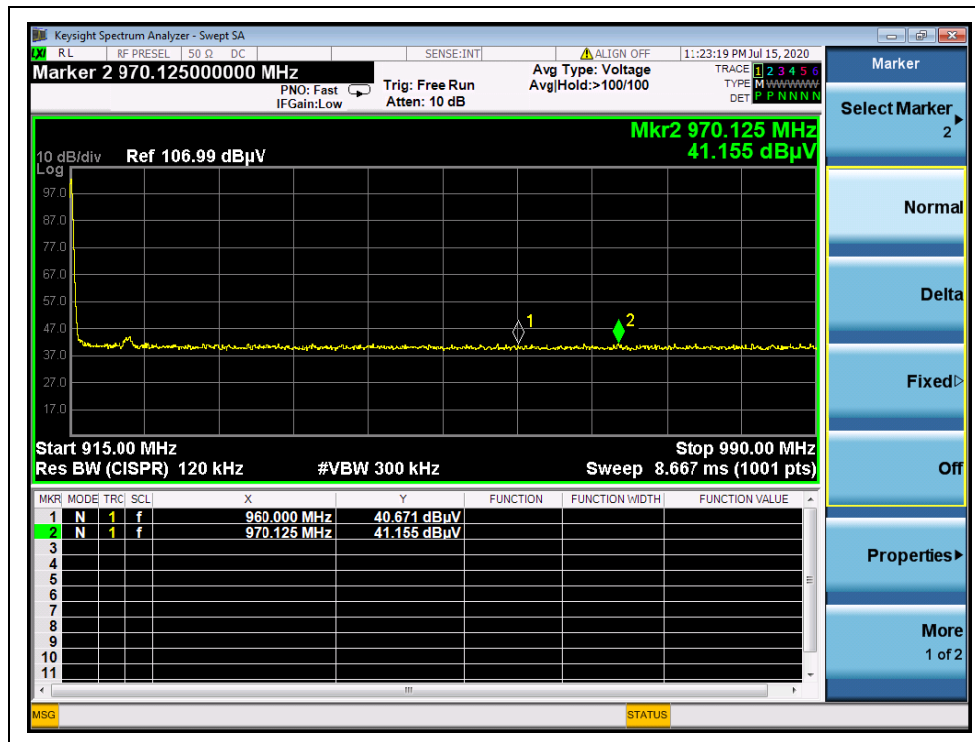 Keysight Spectrum Analyzer - Swept SA
LXI RL RF PRESEL 50 Ω DC SENSE:INT ALIGN OFF 11:23:19 PM Jul 15, 2020
Marker 2 970.125000000 MHz
PNO: Fast
IFGain:Low
Trig: Free Run
Atten: 10 dB
Avg Type: Voltage
Avg|Hold:>100/100
TRACE 1 2 3 4 5 6
TYPE M W W W W W
DET P P N N N N
Mkr2 970.125 MHz
41.155 dBµV
10 dB/div Ref 106.99 dBµV
Log
97.0
87.0
77.0
67.0
57.0
47.0
37.0
27.0
17.0
1
2
Start 915.00 MHz Stop 990.00 MHz
Res BW (CISPR) 120 kHz #VBW 300 kHz Sweep 8.667 ms (1001 pts)
MKR MODE TRC SCL X Y FUNCTION FUNCTION WIDTH FUNCTION VALUE
1 N 1 f 960.000 MHz 40.671 dBµV
2 N 1 f 970.125 MHz 41.155 dBµV
3
4
5
6
7
8
9
10
11
MSG STATUS
Marker
Select Marker
2
Normal
Delta
Fixed
Off
Properties
More
1 of 2